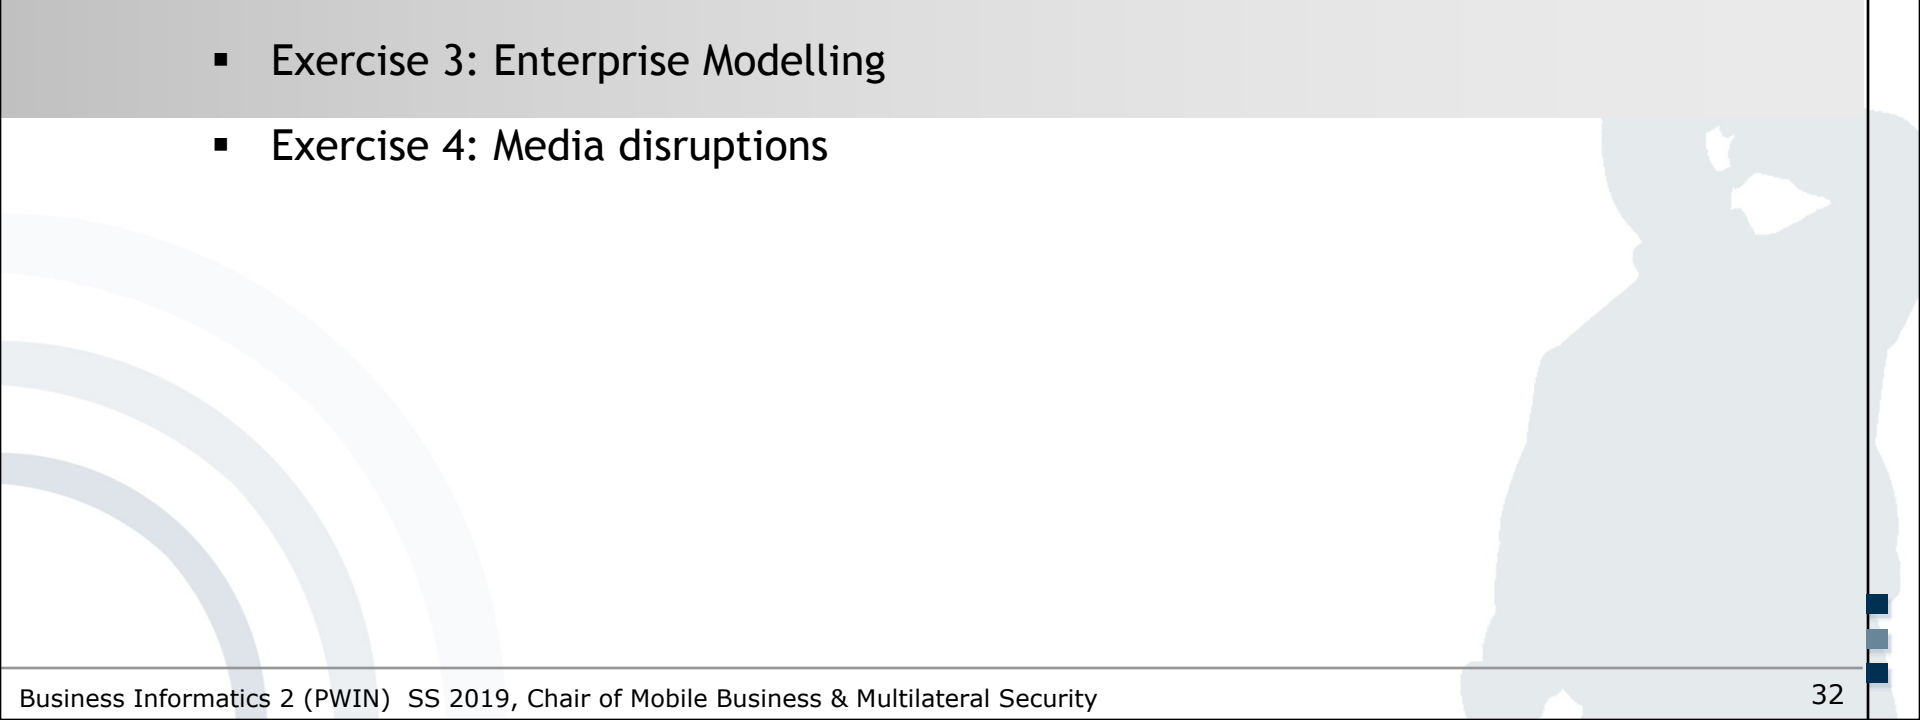 ▪ Exercise 3: Enterprise Modelling
▪ Exercise 4: Media disruptions
Business Informatics 2 (PWIN) SS 2019, Chair of Mobile Business & Multilateral Security
32